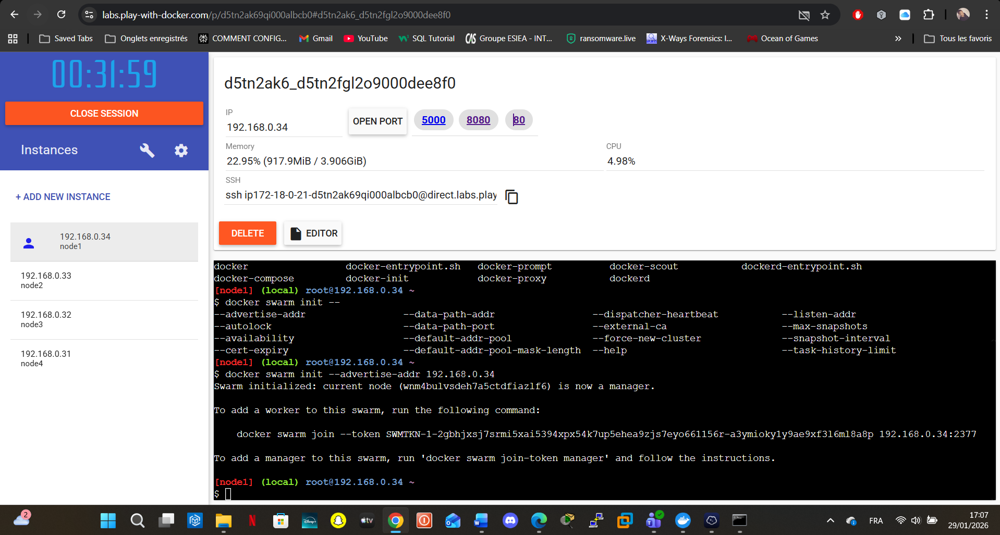 labs.play-with-docker.com/p/d5tn2ak69qi000albcb0#d5tn2ak6_d5tn2fgl2o9000dee8f0
Saved Tabs
Onglets enregistrés
COMMENT CONFIG...
Gmail
YouTube
SQL Tutorial
CAS Groupe ESIEA - INT...
ransomware.live
X-Ways Forensics: I...
Ocean of Games
»
Tous les favoris
00:31:59
CLOSE SESSION
Instances
+ ADD NEW INSTANCE
192.168.0.34
node1
192.168.0.33
node2
192.168.0.32
node3
192.168.0.31
node4
d5tn2ak6_d5tn2fgl2o9000dee8f0
IP
192.168.0.34
OPEN PORT
5000
8080
80
Memory
22.95% (917.9MiB / 3.906GiB)
CPU
4.98%
SSH
ssh ip172-18-0-21-d5tn2ak69qi000albcb0@direct.labs.play
DELETE
EDITOR
docker docker-entrypoint.sh docker-prompt docker-scout dockerd-entrypoint.sh
docker-compose docker-init docker-proxy dockerd
[node1] (local) root@192.168.0.34 ~
$ docker swarm init --
--advertise-addr --data-path-addr --dispatcher-heartbeat --listen-addr
--autolock --data-path-port --external-ca --max-snapshots
--availability --default-addr-pool --force-new-cluster --snapshot-interval
--cert-expiry --default-addr-pool-mask-length --help --task-history-limit
[node1] (local) root@192.168.0.34 ~
$ docker swarm init --advertise-addr 192.168.0.34
Swarm initialized: current node (wnm4bulvsdeh7a5ctdfiazlf6) is now a manager.
To add a worker to this swarm, run the following command:
docker swarm join --token SWMTKN-1-2gbhjxsj7srmi5xai5394xpx54k7up5ehea9zjs7eyo661156r-a3ymioky1y9ae9xf3l6ml8a8p 192.168.0.34:2377
To add a manager to this swarm, run 'docker swarm join-token manager' and follow the instructions.
[node1] (local) root@192.168.0.34 ~
$
2
Disney+
tv
FRA
17:07
29/01/2026